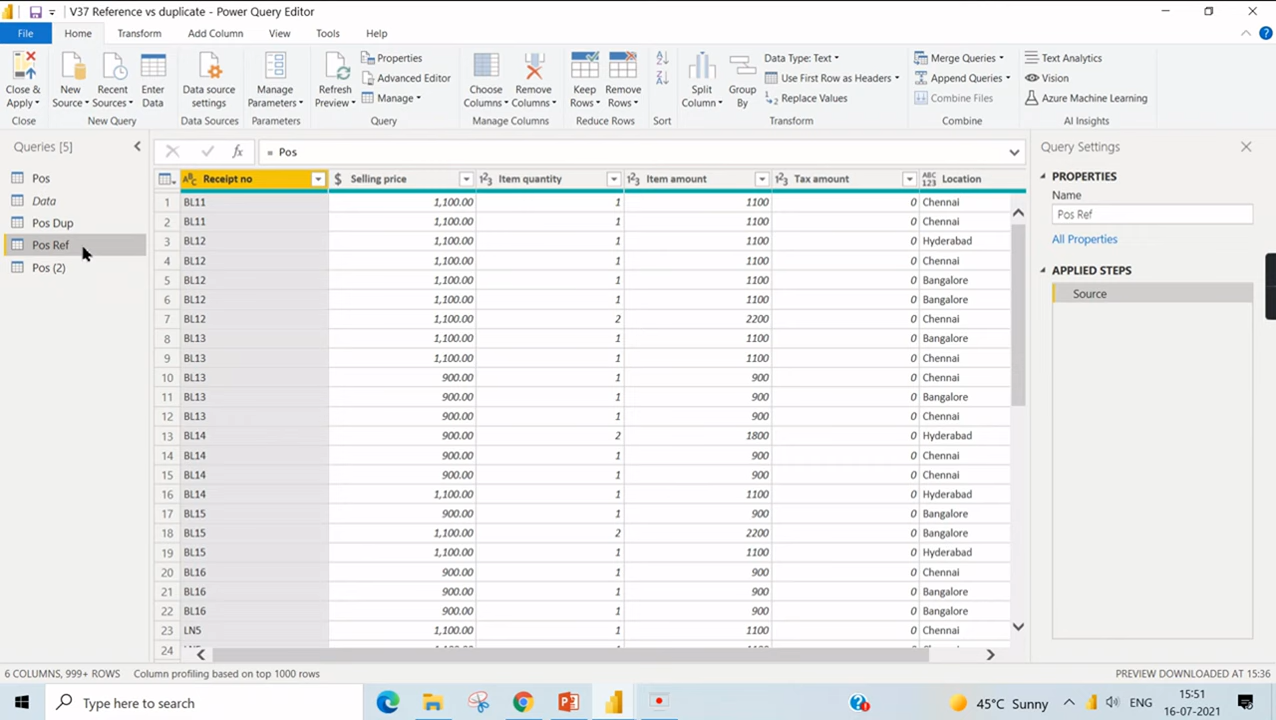 V37 Reference vs duplicate - Power Query Editor
File Home Transform Add Column View Tools Help
Close & Apply
New Source
Recent Sources
Enter Data
Data source settings
Manage Parameters
Refresh Preview
Properties
Advanced Editor
Manage
Choose Columns
Remove Columns
Keep Rows
Remove Rows
Split Column
Group By
Data Type: Text
Use First Row as Headers
Replace Values
Merge Queries
Append Queries
Combine Files
Text Analytics
Vision
Azure Machine Learning
Close New Query Data Sources Parameters Query Manage Columns Reduce Rows Sort Transform Combine AI Insights
Queries [5]
Pos
Data
Pos Dup
Pos Ref
Pos (2)
fx = Pos
ABC Receipt no $ Selling price 123 Item quantity 123 Item amount 123 Tax amount ABC 123 Location
1 BL11 1,100.00 1 1100 0 Chennai
2 BL11 1,100.00 1 1100 0 Chennai
3 BL12 1,100.00 1 1100 0 Hyderabad
4 BL12 1,100.00 1 1100 0 Chennai
5 BL12 1,100.00 1 1100 0 Bangalore
6 BL12 1,100.00 1 1100 0 Bangalore
7 BL12 1,100.00 2 2200 0 Chennai
8 BL13 1,100.00 1 1100 0 Bangalore
9 BL13 1,100.00 1 1100 0 Chennai
10 BL13 900.00 1 900 0 Chennai
11 BL13 900.00 1 900 0 Bangalore
12 BL13 900.00 1 900 0 Chennai
13 BL14 900.00 2 1800 0 Hyderabad
14 BL14 900.00 1 900 0 Chennai
15 BL14 900.00 1 900 0 Chennai
16 BL14 1,100.00 1 1100 0 Hyderabad
17 BL15 900.00 1 900 0 Bangalore
18 BL15 1,100.00 2 2200 0 Bangalore
19 BL15 1,100.00 1 1100 0 Hyderabad
20 BL16 900.00 1 900 0 Chennai
21 BL16 900.00 1 900 0 Bangalore
22 BL16 900.00 1 900 0 Bangalore
23 LN5 1,100.00 1 1100 0 Chennai
24
Query Settings
PROPERTIES
Name
Pos Ref
All Properties
APPLIED STEPS
Source
6 COLUMNS, 999+ ROWS Column profiling based on top 1000 rows PREVIEW DOWNLOADED AT 15:36
Type here to search
45°C Sunny
ENG
15:51
16-07-2021